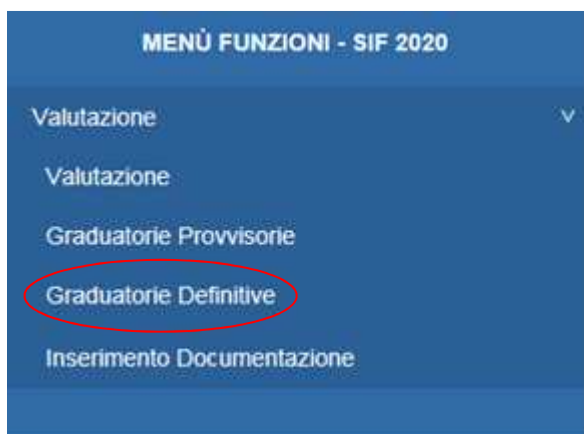 MENÙ FUNZIONI - SIF 2020
Valutazione
Valutazione
Graduatorie Provvisorie
Graduatorie Definitive
Inserimento Documentazione